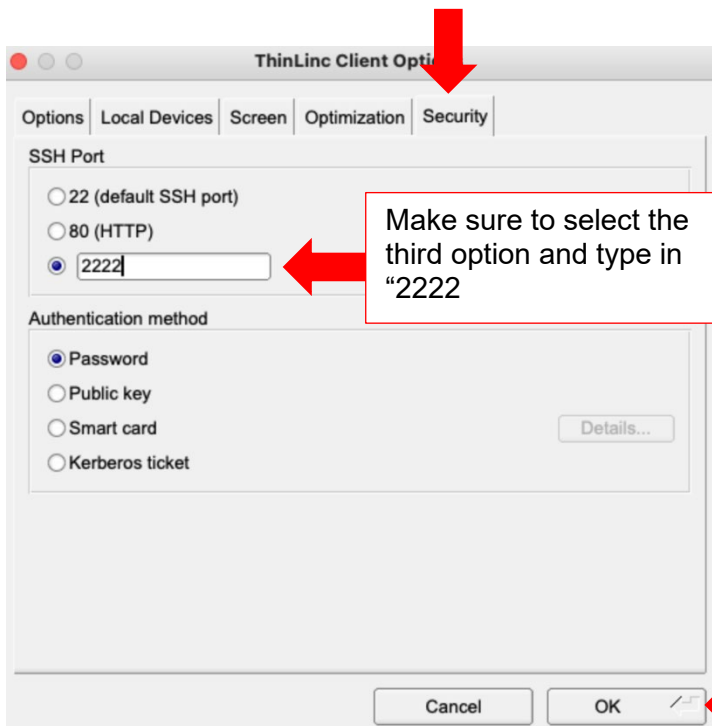 ThinLinc Client Opti
Options Local Devices Screen Optimization Security
SSH Port
22 (default SSH port)
80 (HTTP)
2222
Make sure to select the
third option and type in
“2222
Authentication method
Password
Public key
Smart card
Details...
Kerberos ticket
Cancel OK